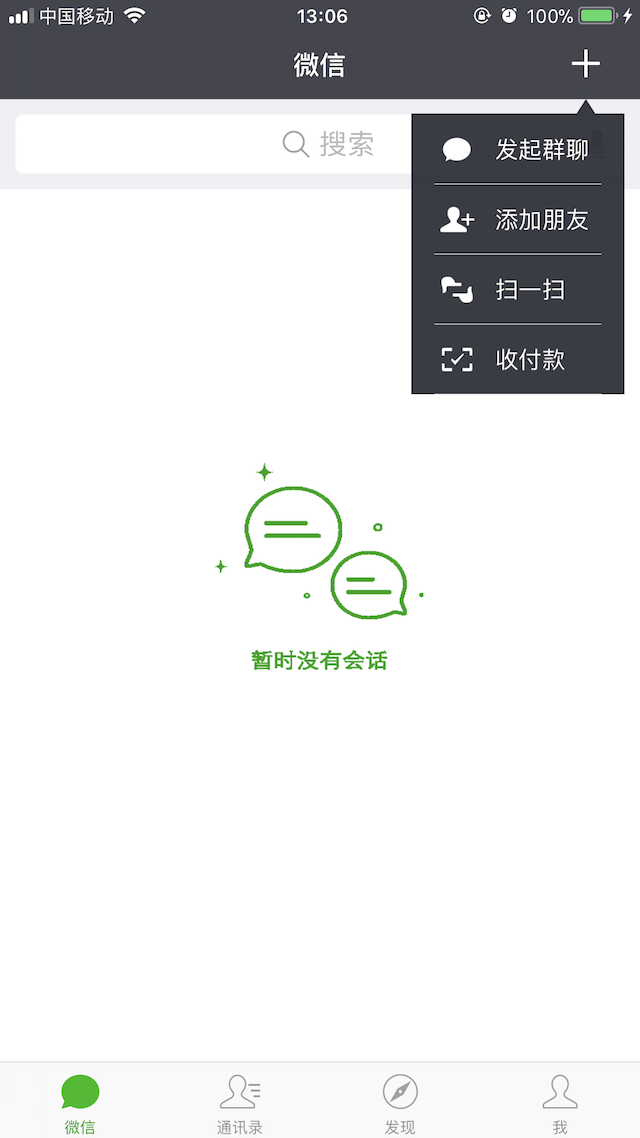 中国移动 13:06 100%
微信
搜索
发起群聊
添加朋友
扫一扫
收付款
暂时没有会话
微信 通讯录 发现 我